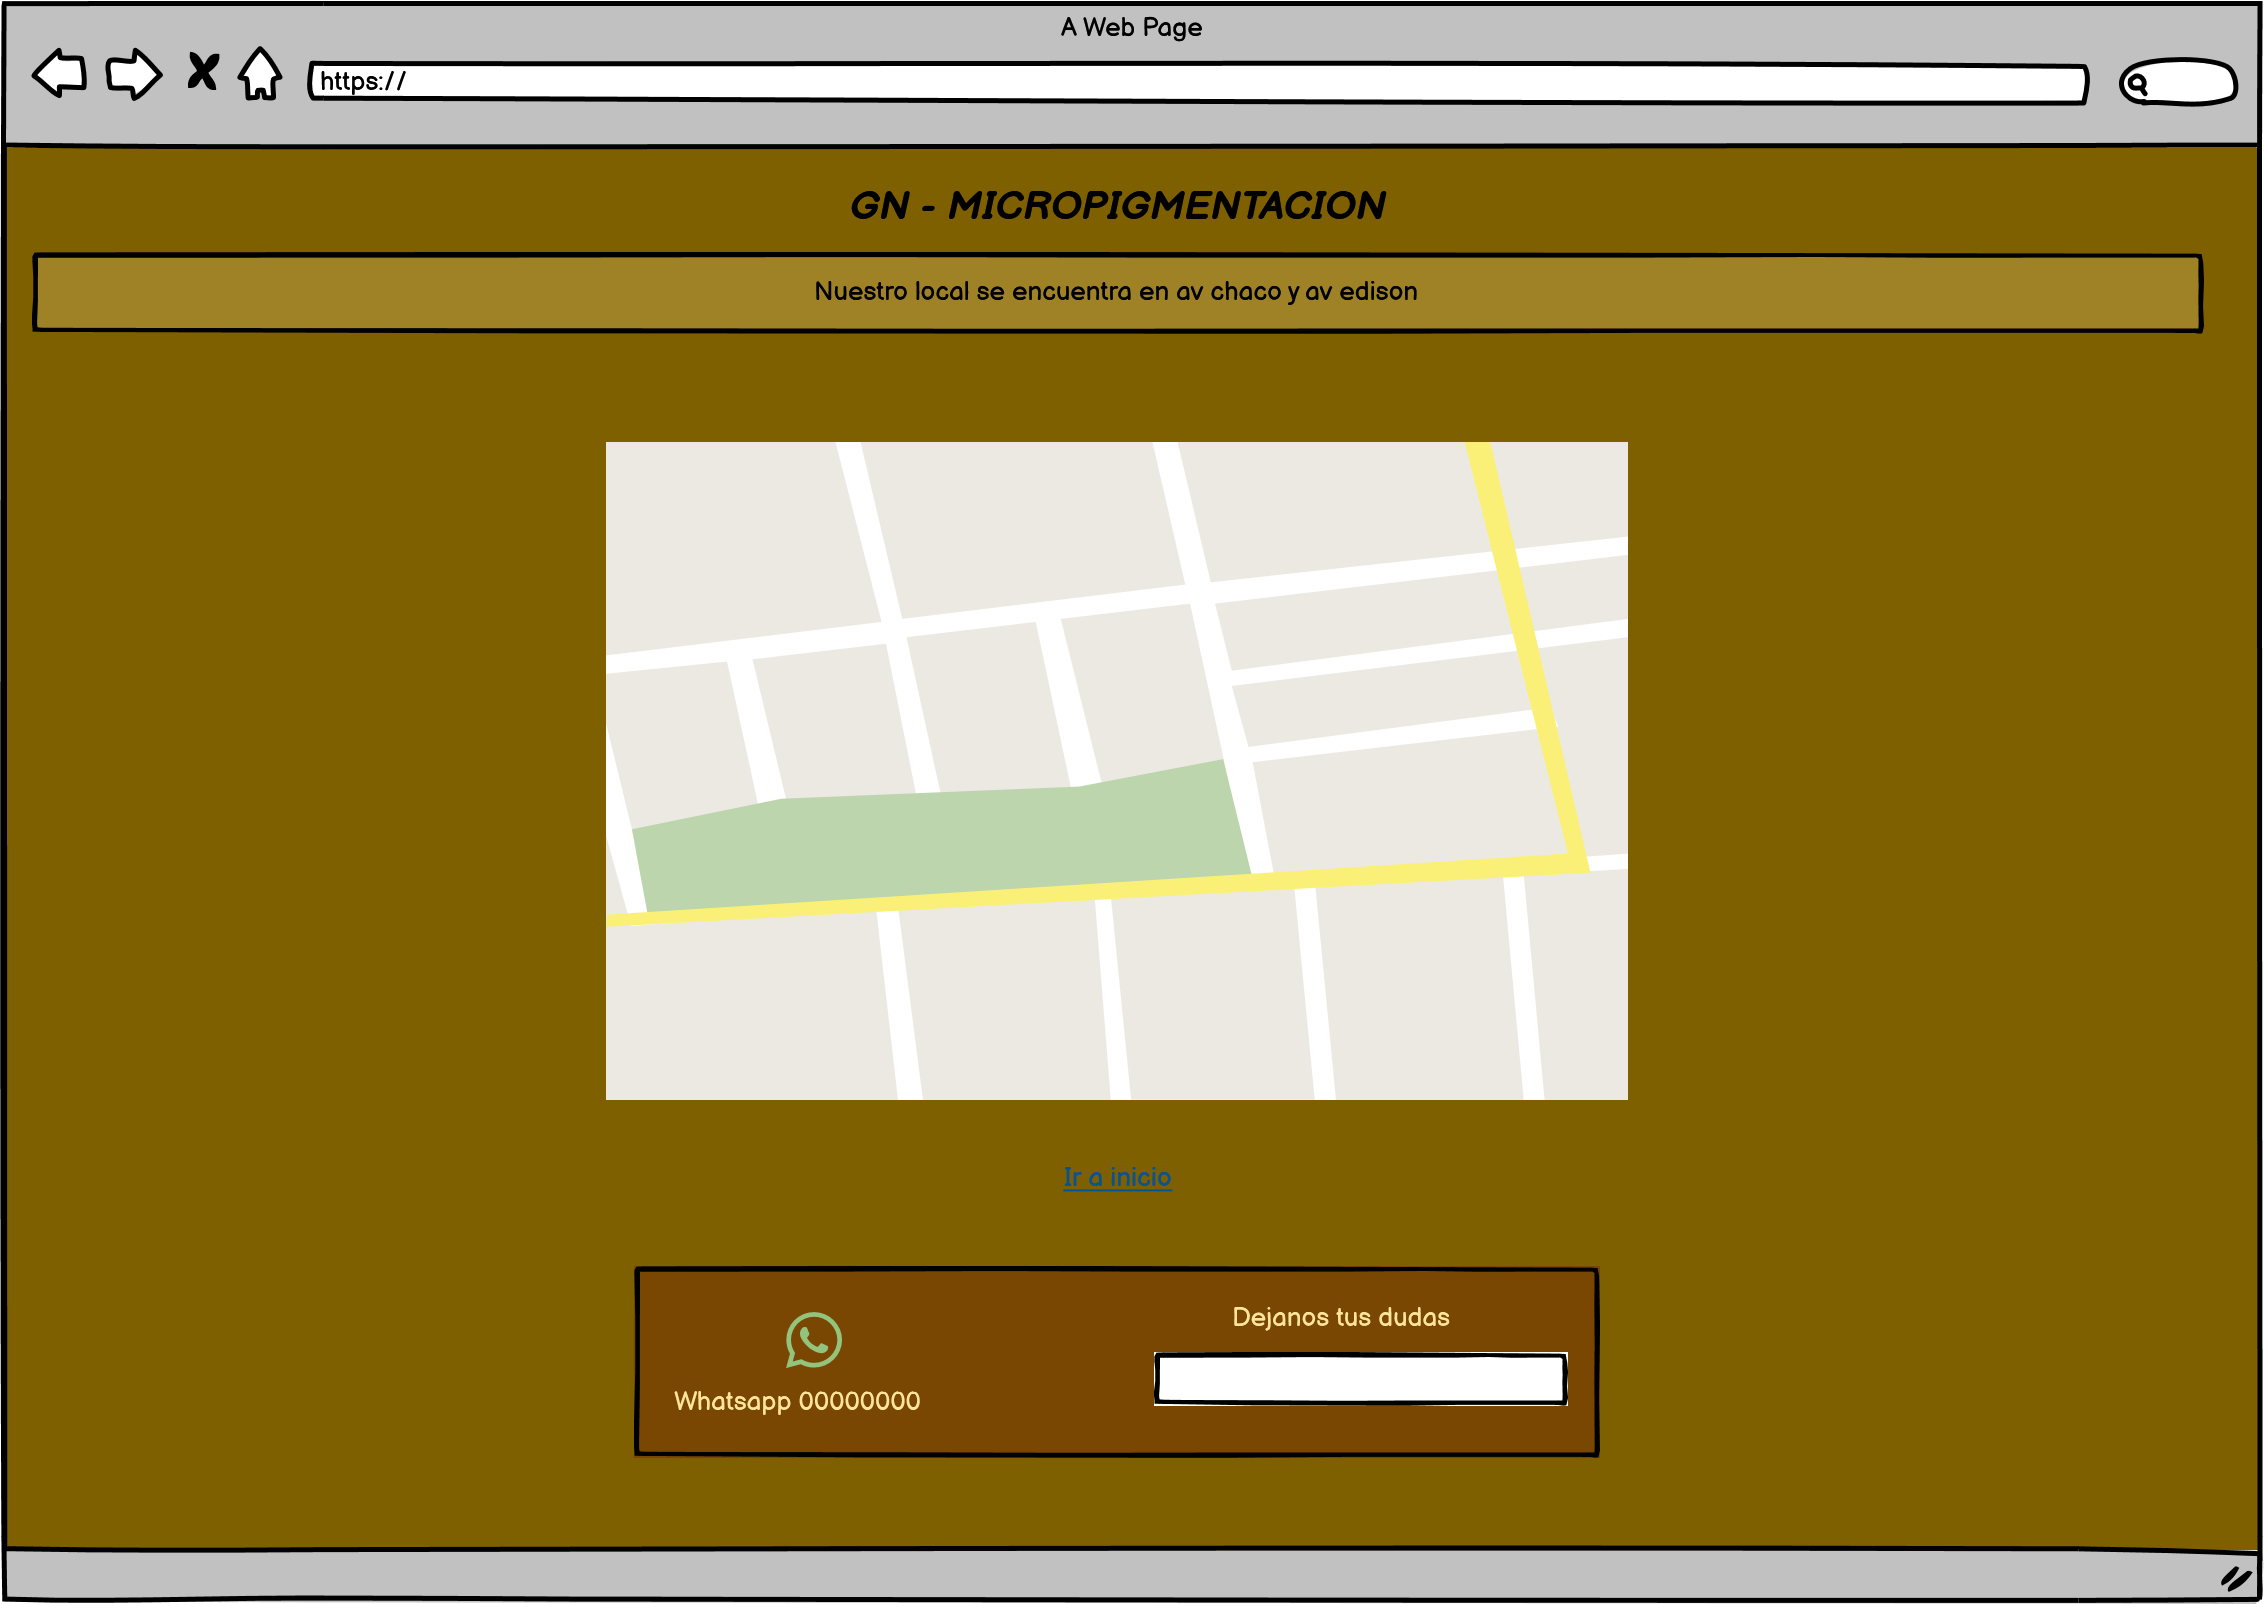 A Web Page
https://
GN - MICROPIGMENTACION
Nuestro local se encuentra en av chaco y av edison
Ir a inicio
Dejanos tus dudas
Whatsapp 00000000